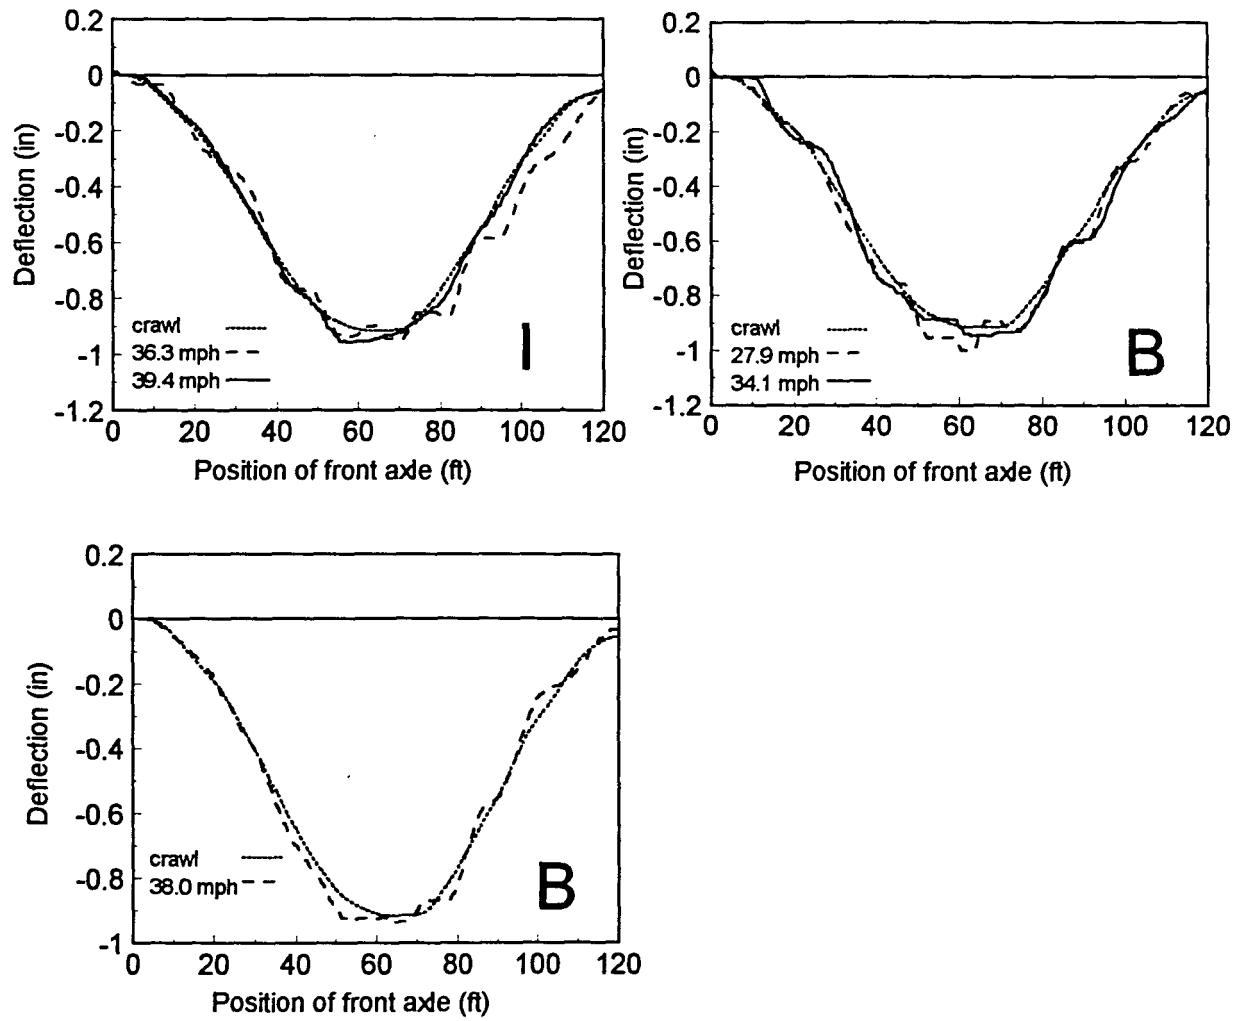 0.2
0
-0.2
-0.4
-0.6
-0.8
-1
-1.2
Deflection (in)
crawl
36.3 mph
39.4 mph
I
0 20 40 60 80 100 120
Position of front axle (ft)
0.2
0
-0.2
-0.4
-0.6
-0.8
-1
-1.2
Deflection (in)
crawl
27.9 mph
34.1 mph
B
0 20 40 60 80 100 120
Position of front axle (ft)
0.2
0
-0.2
-0.4
-0.6
-0.8
-1
Deflection (in)
crawl
38.0 mph
B
0 20 40 60 80 100 120
Position of front axle (ft)